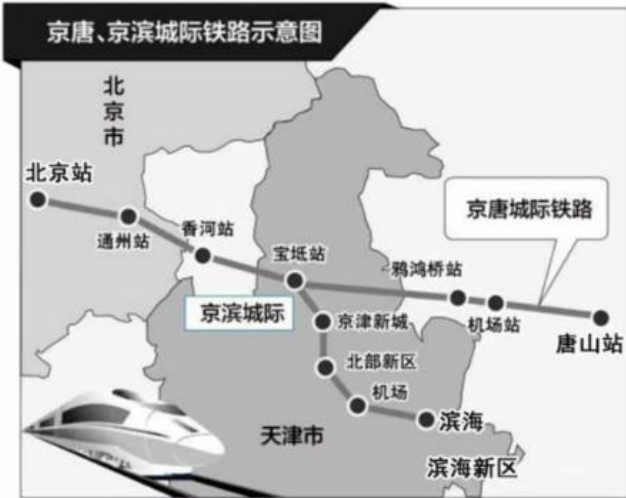 京唐、京滨城际铁路示意图
北京市
北京站
通州站
香河站
宝坻站
鸦鸿桥站
京唐城际铁路
京滨城际
京津新城
机场站
唐山站
北部新区
机场
滨海
天津市
滨海新区